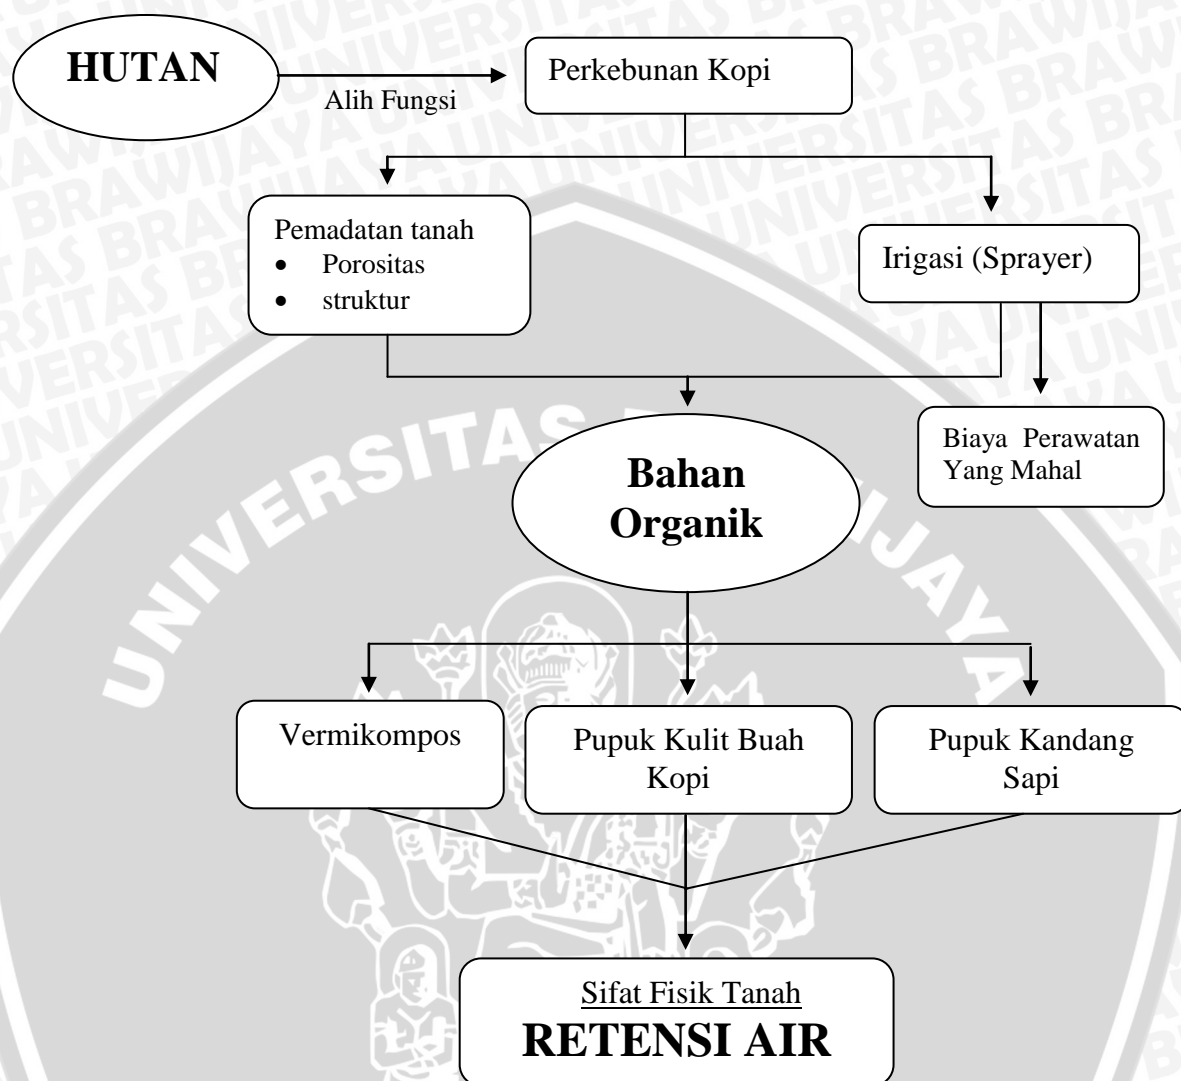 HUTAN
Alih Fungsi
Perkebunan Kopi
Pemadatan tanah
• Porositas
• struktur
Irigasi (Sprayer)
Bahan
Organik
Biaya Perawatan
Yang Mahal
Vermikompos
Pupuk Kulit Buah
Kopi
Pupuk Kandang
Sapi
Sifat Fisik Tanah
RETENSI AIR